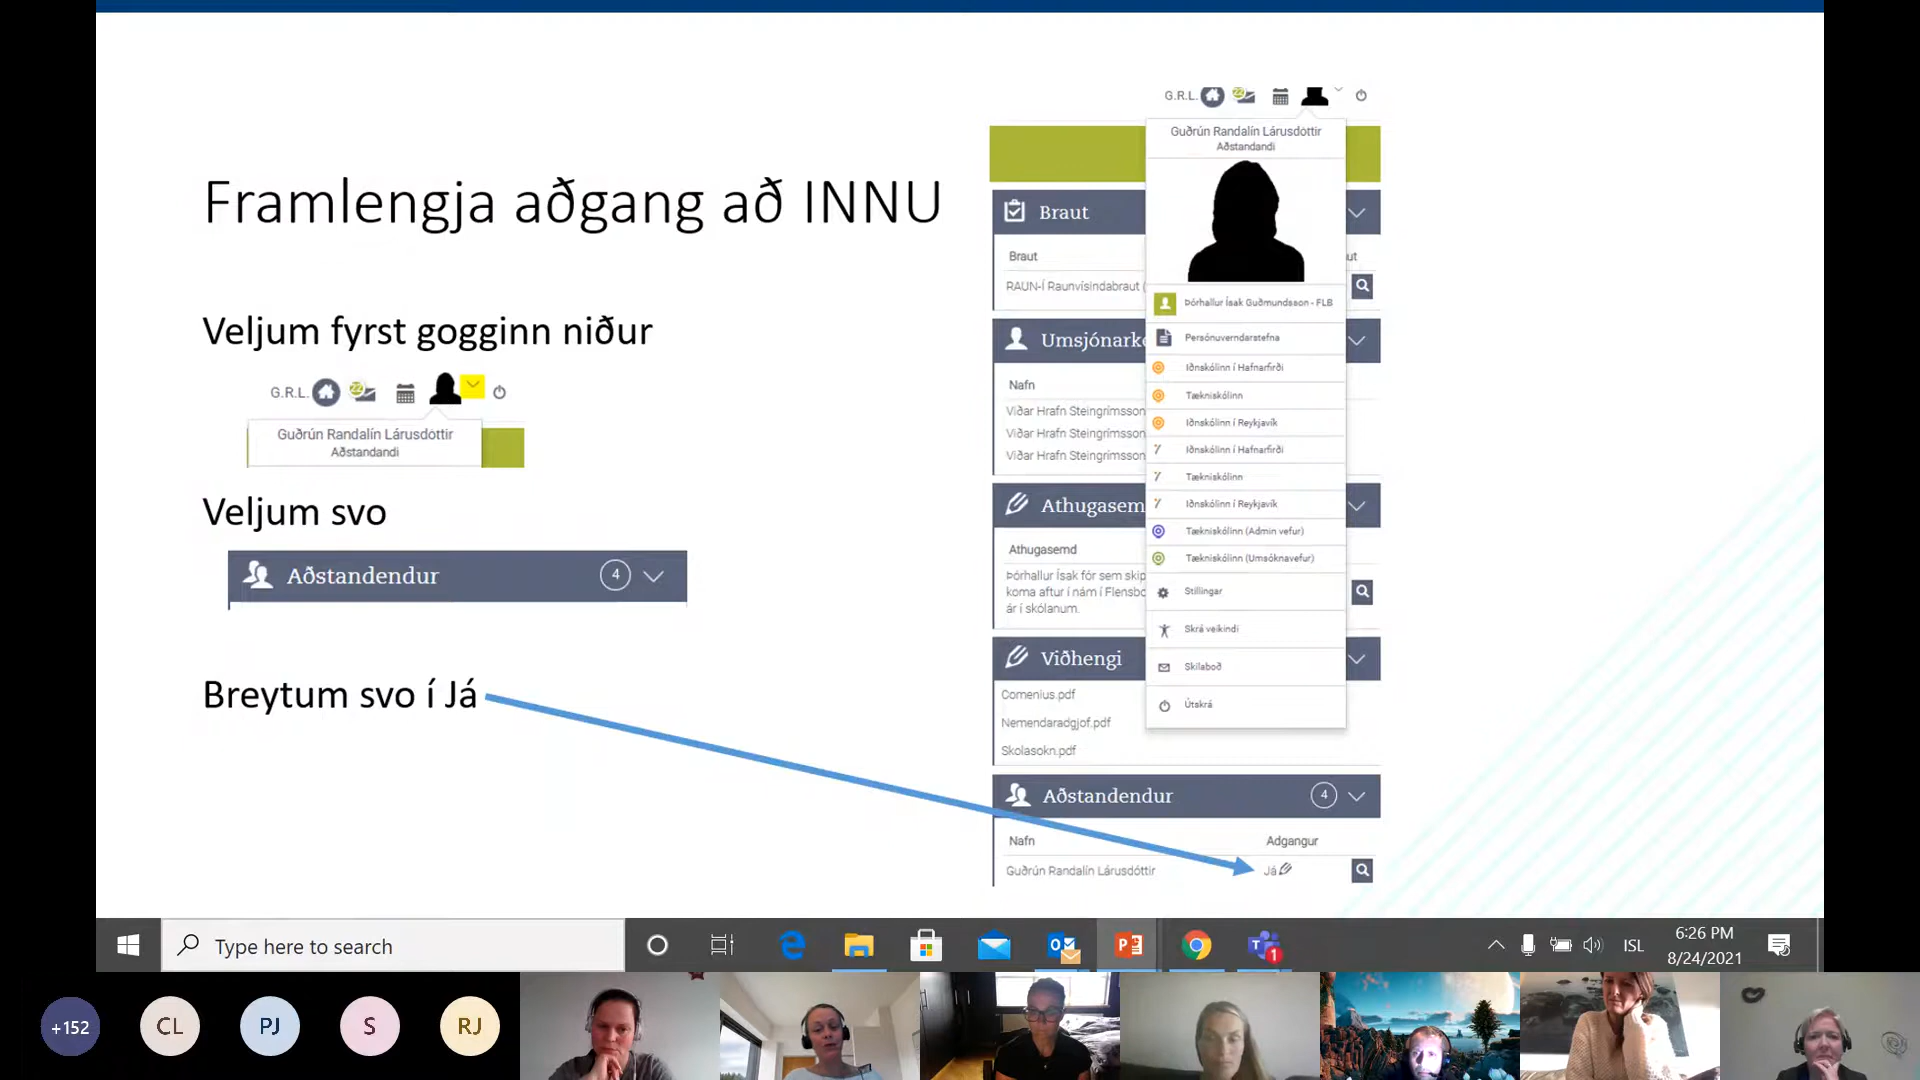 Framlengja aðgang að INNU
Veljum fyrst gogginn niður
G.R.L.
22
Guðrún Randalín Lárusdóttir
Aðstandandi
Veljum svo
Aðstandendur
4
Breytum svo í Já
G.R.L.
22
Guðrún Randalín Lárusdóttir
Aðstandandi
Þórhallur Ísak Guðmundsson - FLB
Persónuverndarstefna
Iðnskólinn í Hafnarfirði
Tækniskólinn
Iðnskólinn í Reykjavík
Iðnskólinn í Hafnarfirði
Tækniskólinn
Iðnskólinn í Reykjavík
Tækniskólinn (Admin vefur)
Tækniskólinn (Umsóknavefur)
Stillingar
Skrá veikindi
Skilaboð
Útskrá
Braut
Braut
RAUN-Í Raunvísindabraut (
Nafn
Viðar Hrafn Steingrímsson
Viðar Hrafn Steingrímsson
Viðar Hrafn Steingrímsson
Athugasemd
Þórhallur Ísak fór sem skip
koma aftur í nám í Flensbo
ár í skólanum.
Viðhengi
Comenius.pdf
Nemendaradgjof.pdf
Skolasokn.pdf
Aðstandendur
4
Nafn Adgangur
Guðrún Randalín Lárusdóttir Já
Type here to search
1
ISL
6:26 PM
8/24/2021
+152
CL
PJ
S
RJ